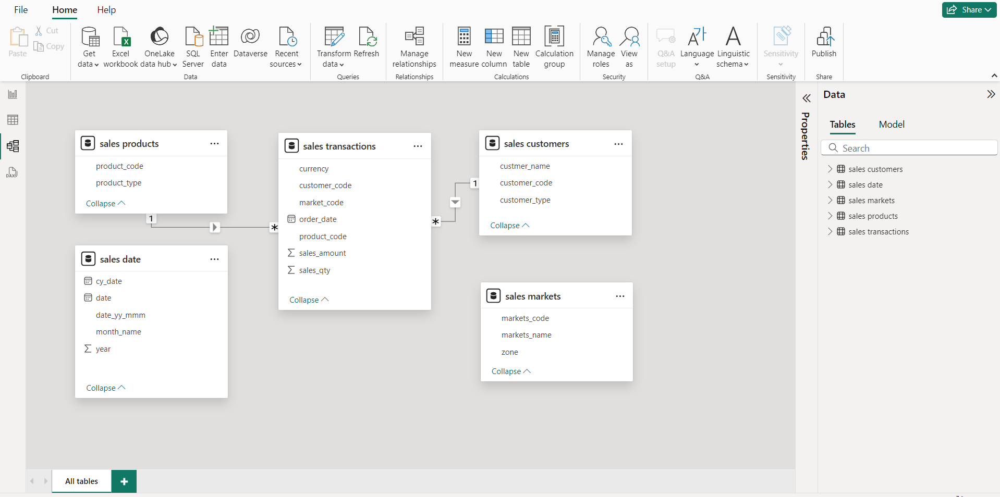 File Home Help
Share
Paste
Cut
Copy
Clipboard
Get data
Excel workbook
OneLake data hub
SQL Server
Enter data
Dataverse
Recent sources
Data
Transform data
Refresh
Queries
Manage relationships
Relationships
New measure
New column
New table
Calculation group
Calculations
Manage roles
View as
Security
Q&A setup
Language
Linguistic schema
Q&A
Sensitivity
Sensitivity
Publish
Share
DAX
sales products
product_code
product_type
Collapse
1
*
sales date
cy_date
date
date_yy_mmm
month_name
Σ year
Collapse
sales transactions
currency
customer_code
market_code
order_date
product_code
Σ sales_amount
Σ sales_qty
Collapse
*
1
sales customers
custmer_name
customer_code
customer_type
Collapse
sales markets
markets_code
markets_name
zone
Collapse
Properties
Data
Tables Model
Search
sales customers
sales date
sales markets
sales products
sales transactions
All tables
+